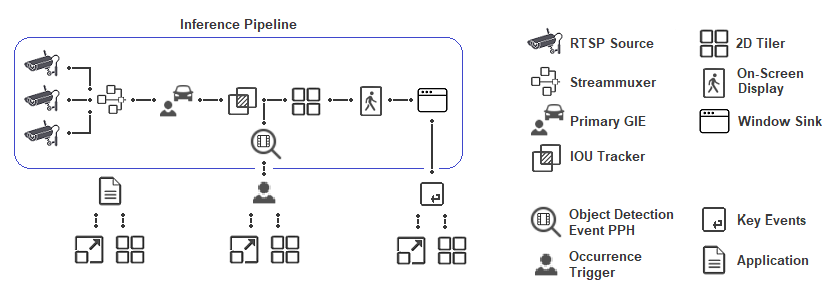 Inference Pipeline
RTSP Source
2D Tiler
Streammuxer
On-Screen
Display
Primary GIE
Window Sink
IOU Tracker
Object Detection
Event PPH
Key Events
Occurrence
Trigger
Application